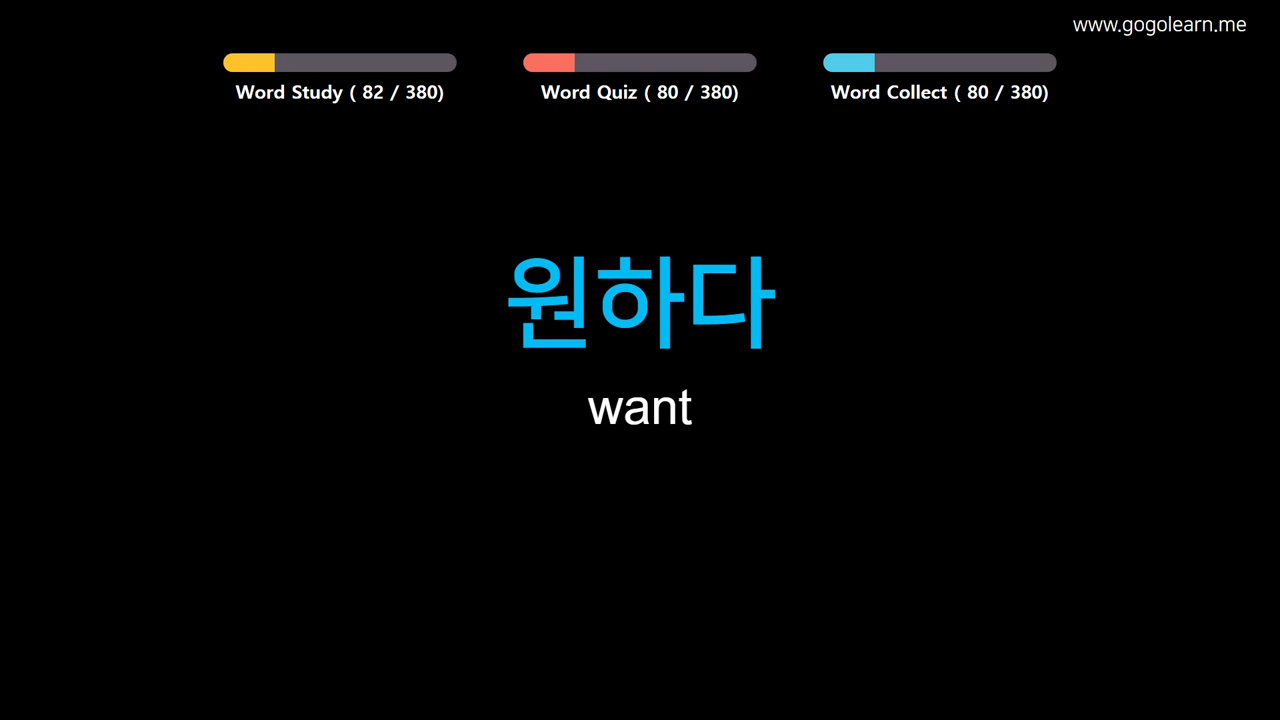 www.gogolearn.me
Word Study ( 82 / 380)
Word Quiz ( 80 / 380)
Word Collect ( 80 / 380)
원하다
want